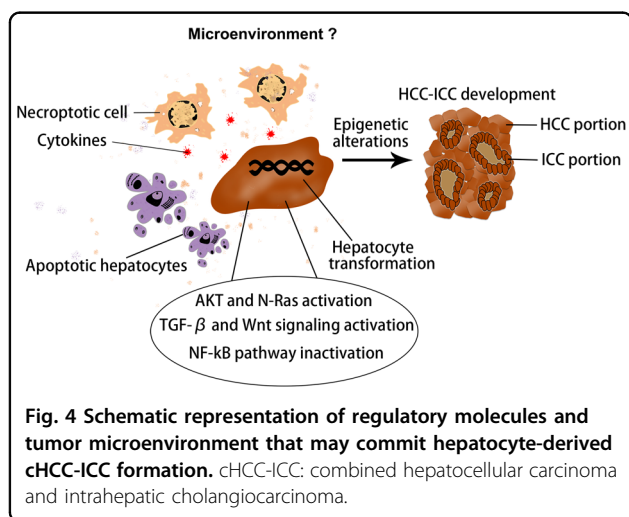 Microenvironment ?
Necroptotic cell
Cytokines
Apoptotic hepatocytes
Epigenetic
alterations
HCC-ICC development
HCC portion
ICC portion
Hepatocyte
transformation
AKT and N-Ras activation
TGF-β and Wnt signaling activation
NF-kB pathway inactivation
Fig. 4 Schematic representation of regulatory molecules and
tumor microenvironment that may commit hepatocyte-derived
cHCC-ICC formation. cHCC-ICC: combined hepatocellular carcinoma
and intrahepatic cholangiocarcinoma.